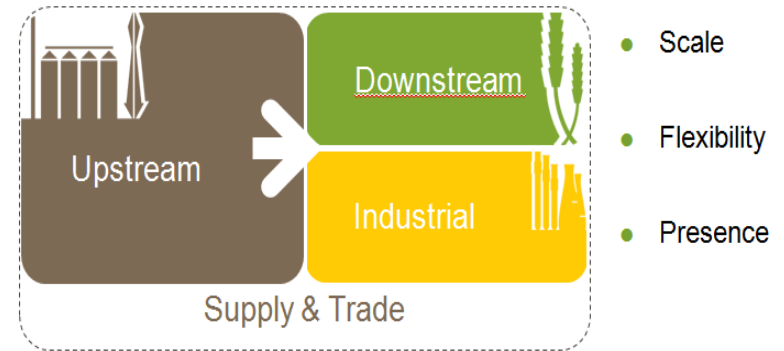 Upstream
Downstream
Industrial
Supply & Trade
Scale
Flexibility
Presence